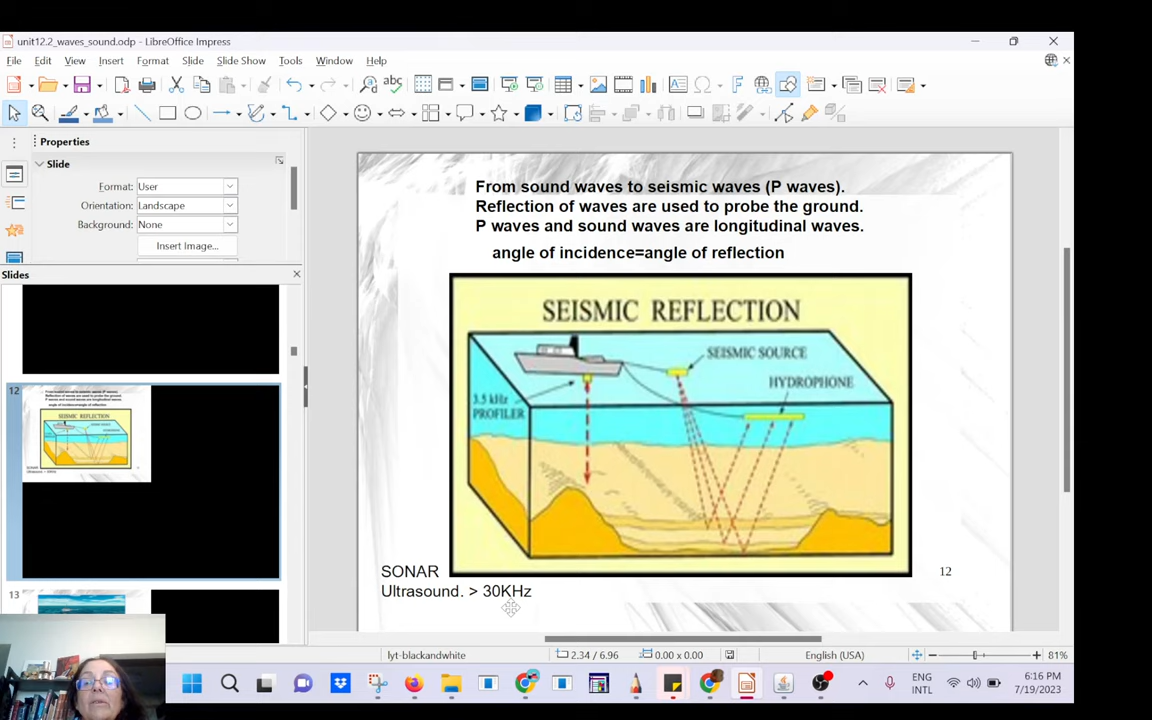 unit12.2_waves_sound.odp - LibreOffice Impress
File Edit View Insert Format Slide Slide Show Tools Window Help
Properties
Slide
Format: User
Orientation: Landscape
Background: None
Insert Image...
Slides
12
13
From sound waves to seismic waves (P waves).
Reflection of waves are used to probe the ground.
P waves and sound waves are longitudinal waves.
angle of incidence=angle of reflection
SEISMIC REFLECTION
SEISMIC SOURCE
HYDROPHONE
3.5 kHz
PROFILER
SONAR
Ultrasound. > 30KHz
12
lyt-blackandwhite
2.34 / 6.96
0.00 x 0.00
English (USA)
81%
ENG
INTL
6:16 PM
7/19/2023